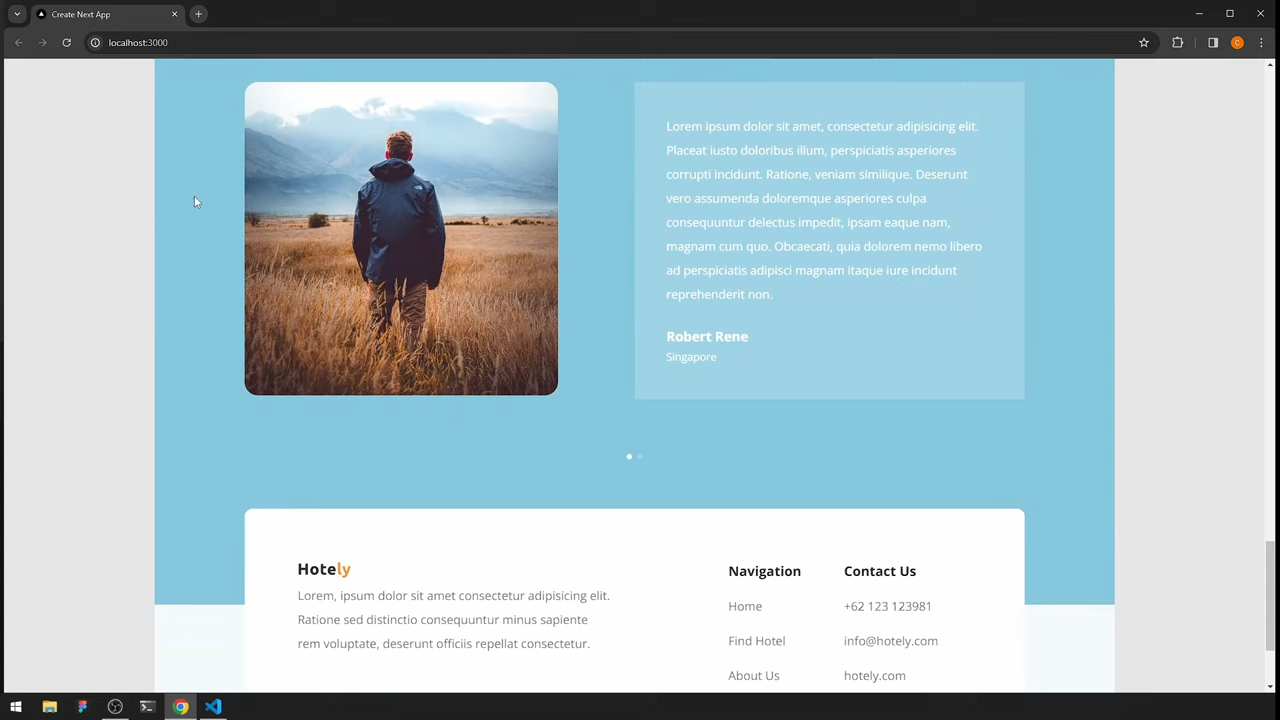 Create Next App
localhost:3000
C
Lorem ipsum dolor sit amet, consectetur adipisicing elit.
Placeat iusto doloribus illum, perspiciatis asperiores
corrupti incidunt. Ratione, veniam similique. Deserunt
vero assumenda doloremque asperiores culpa
consequuntur delectus impedit, ipsam eaque nam,
magnam cum quo. Obcaecati, quia dolorem nemo libero
ad perspiciatis adipisci magnam itaque iure incidunt
reprehenderit non.
Robert Rene
Singapore
Hotely
Lorem, ipsum dolor sit amet consectetur adipisicing elit.
Ratione sed distinctio consequuntur minus sapiente
rem voluptate, deserunt officiis repellat consectetur.
Navigation
Home
Find Hotel
About Us
Contact Us
+62 123 123981
info@hotely.com
hotely.com